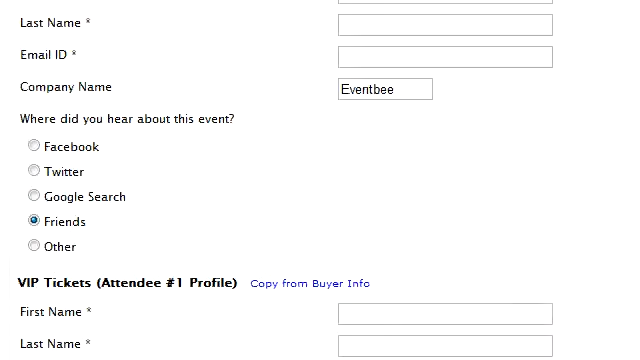 Last Name *
Email ID *
Company Name Eventbee
Where did you hear about this event?
Facebook
Twitter
Google Search
Friends
Other
VIP Tickets (Attendee #1 Profile) Copy from Buyer Info
First Name *
Last Name *